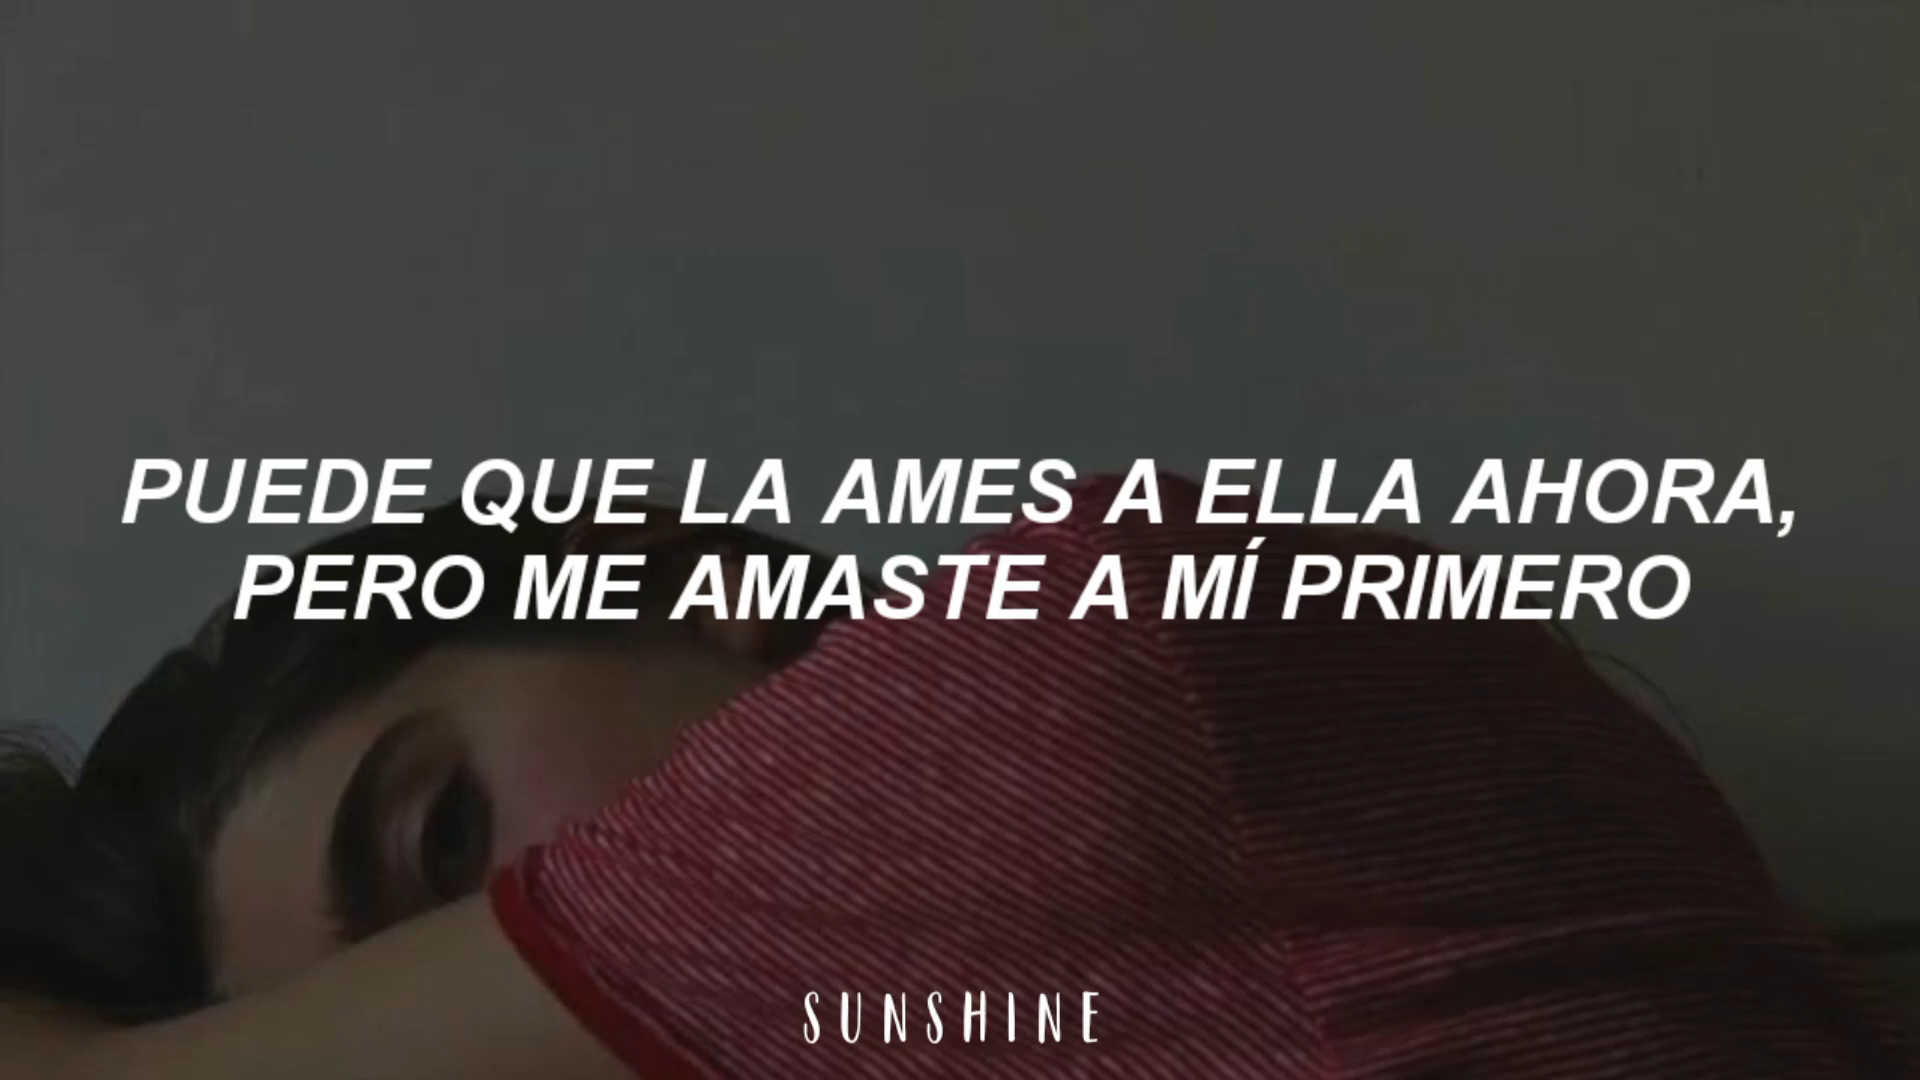 PUEDE QUE LA AMES A ELLA AHORA,
PERO ME AMASTE A MÍ PRIMERO
SUNSHINE